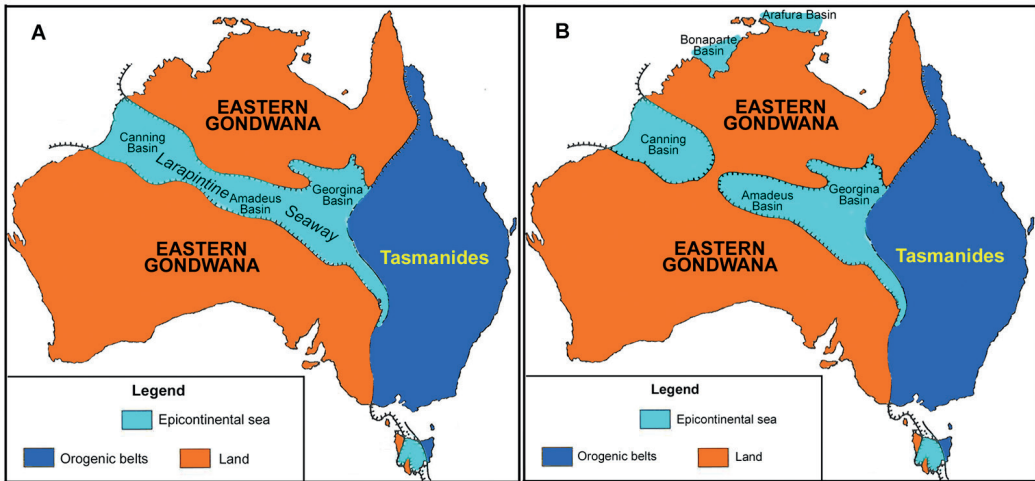 A
EASTERN
GONDWANA
Canning
Basin
Larapintine
Amadeus
Basin
Seaway
Georgina
Basin
EASTERN
GONDWANA
Tasmanides
Legend
Epicontinental sea
Orogenic belts
Land
B
Arafura Basin
Bonaparte
Basin
EASTERN
GONDWANA
Canning
Basin
Amadeus
Basin
Georgina
Basin
EASTERN
GONDWANA
Tasmanides
Legend
Epicontinental sea
Orogenic belts
Land